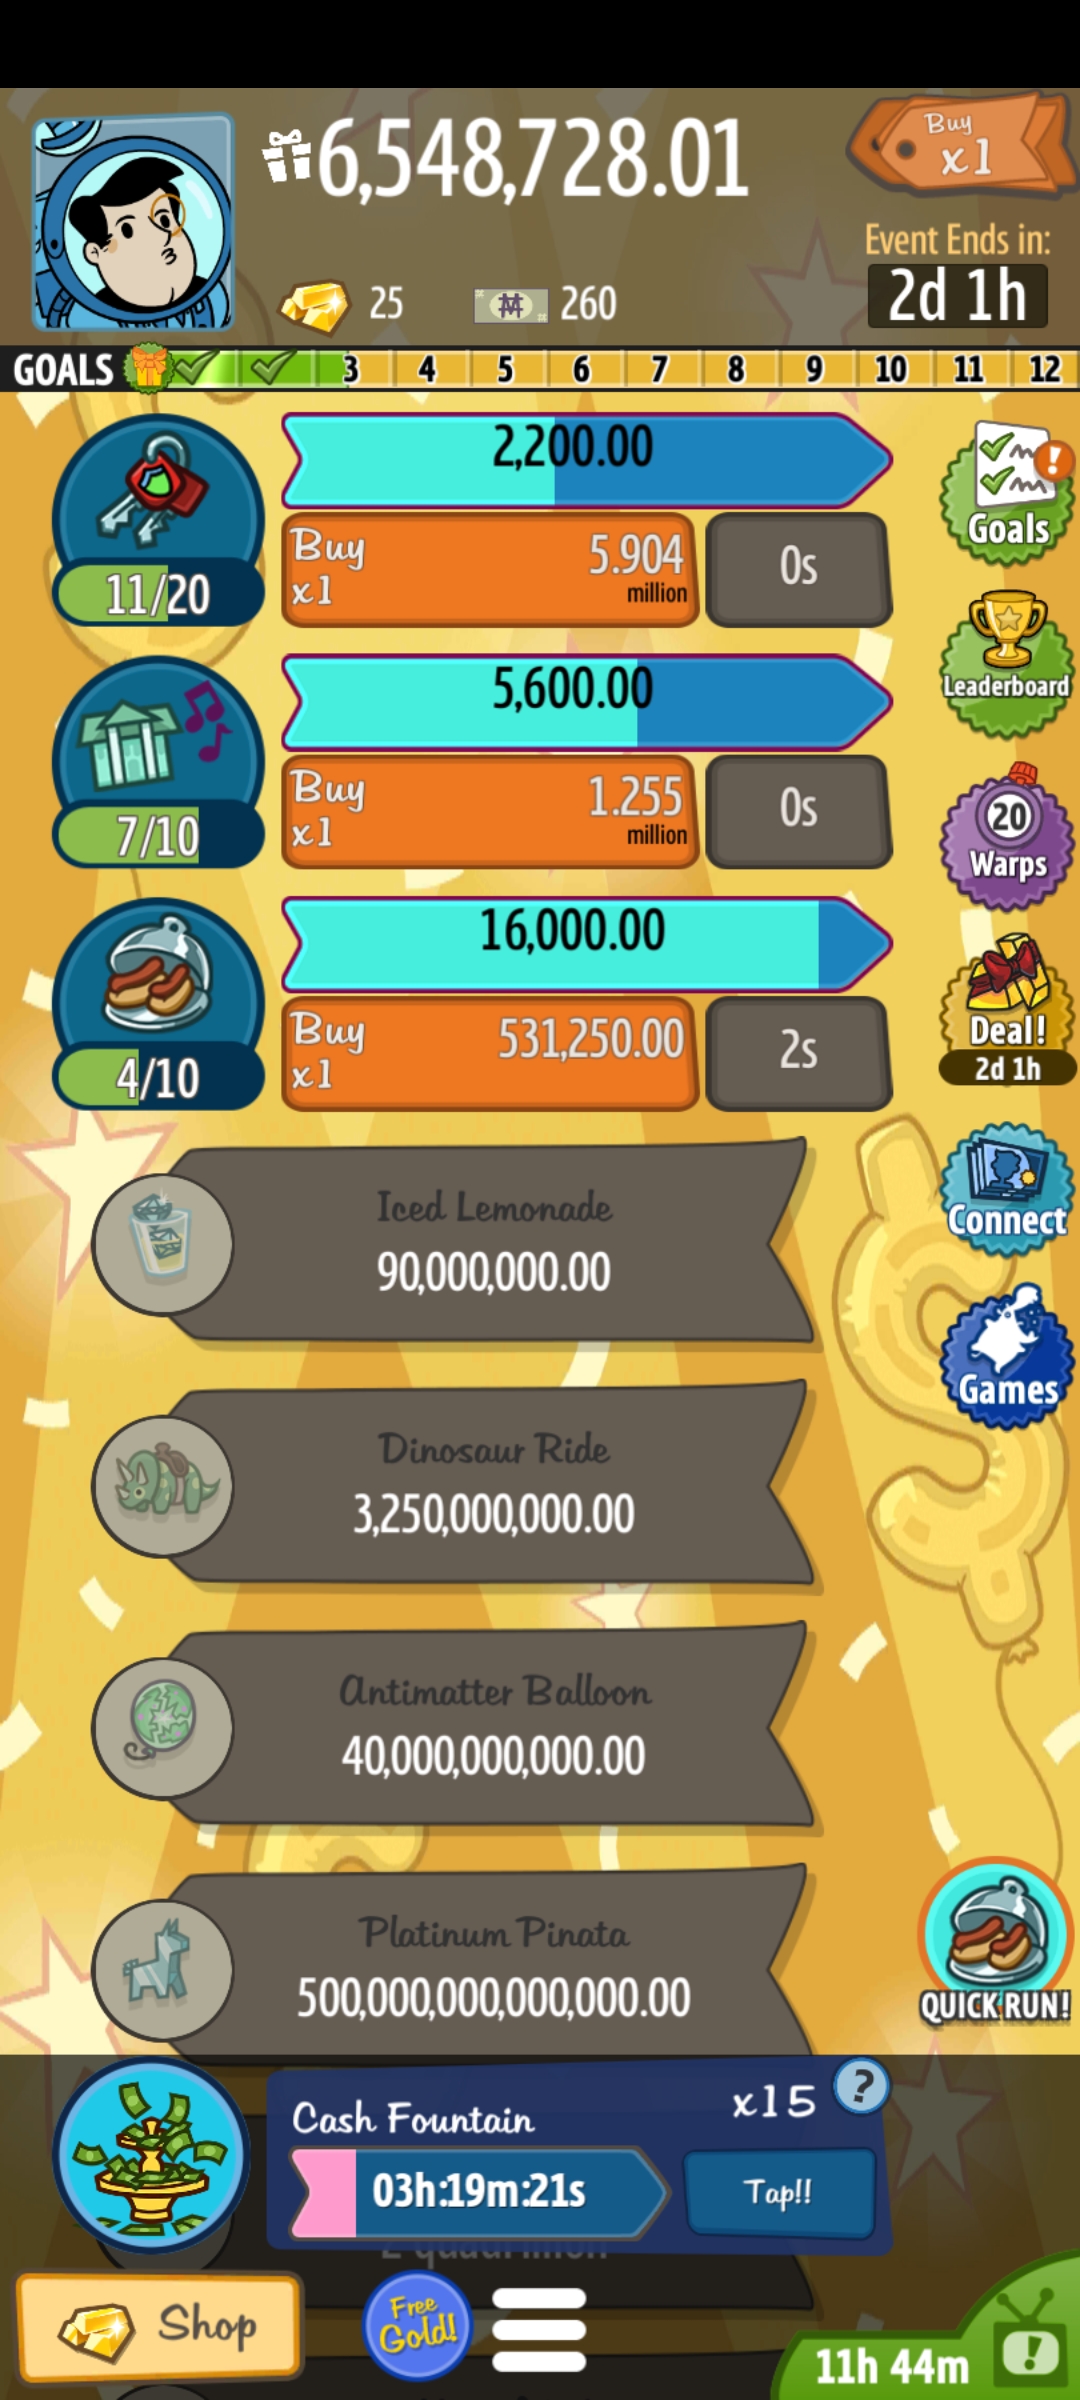 6,548,728.01
Buy
x1
Event Ends in:
2d 1h
25
260
GOALS 3 4 5 6 7 8 9 10 11 12
2,200.00
Buy
x1
5.904
million
0s
11/20
Goals
5,600.00
Buy
x1
1.255
million
0s
7/10
Leaderboard
20
Warps
16,000.00
Buy
x1
531,250.00
2s
4/10
Deal!
2d 1h
Iced Lemonade
90,000,000.00
Connect
Games
Dinosaur Ride
3,250,000,000.00
Antimatter Balloon
40,000,000,000.00
Platinum Pinata
500,000,000,000,000.00
QUICK RUN!
Cash Fountain
x15
?
03h:19m:21s
Tap!!
Shop
Free
Gold!
11h 44m